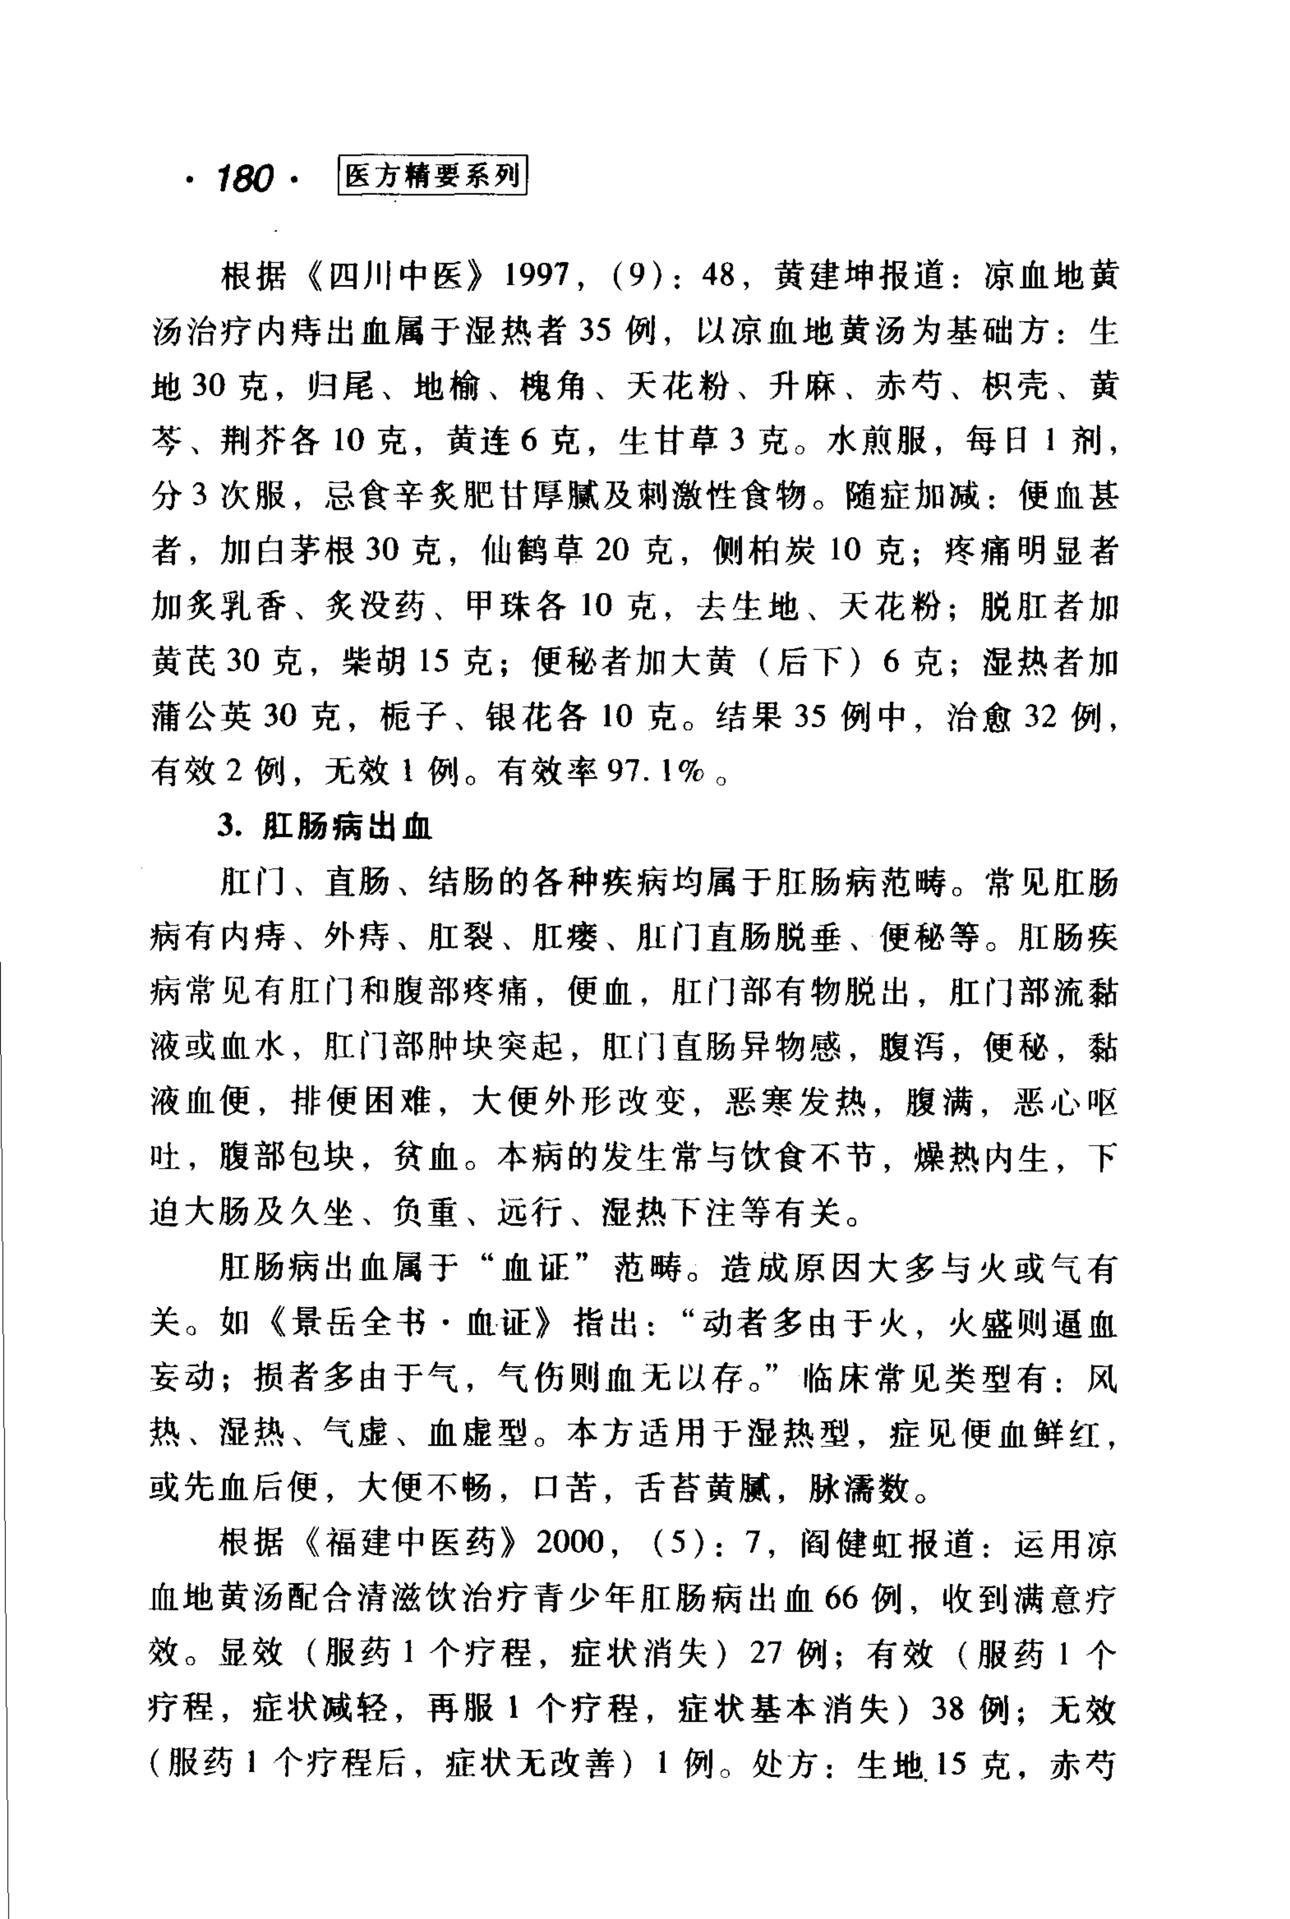 ·180· 医方精要系列
根据《四川中医》1997，(9)：48，黄建坤报道：凉血地黄
汤治疗内痔出血属于湿热者 35 例，以凉血地黄汤为基础方：生
地 30 克，归尾、地榆、槐角、天花粉、升麻、赤芍、枳壳、黄
芩、荆芥各 10 克，黄连 6 克，生甘草 3 克。水煎服，每日 1 剂，
分 3 次服，忌食辛炙肥甘厚腻及刺激性食物。随症加减：便血甚
者，加白茅根 30 克，仙鹤草 20 克，侧柏炭 10 克；疼痛明显者
加炙乳香、炙没药、甲珠各 10 克，去生地、天花粉；脱肛者加
黄芪 30 克，柴胡 15 克；便秘者加大黄（后下）6 克；湿热者加
蒲公英 30 克，栀子、银花各 10 克。结果 35 例中，治愈 32 例，
有效 2 例，无效 1 例。有效率 97.1%。
3. 肛肠病出血
肛门、直肠、结肠的各种疾病均属于肛肠病范畴。常见肛肠
病有内痔、外痔、肛裂、肛瘘、肛门直肠脱垂、便秘等。肛肠疾
病常见有肛门和腹部疼痛，便血，肛门部有物脱出，肛门部流黏
液或血水，肛门部肿块突起，肛门直肠异物感，腹泻，便秘，黏
液血便，排便困难，大便外形改变，恶寒发热，腹满，恶心呕
吐，腹部包块，贫血。本病的发生常与饮食不节，燥热内生，下
迫大肠及久坐、负重、远行、湿热下注等有关。
肛肠病出血属于“血证”范畴。造成原因大多与火或气有
关。如《景岳全书·血证》指出：“动者多由于火，火盛则逼血
妄动；损者多由于气，气伤则血无以存。”临床常见类型有：风
热、湿热、气虚、血虚型。本方适用于湿热型，症见便血鲜红，
或先血后便，大便不畅，口苦，舌苔黄腻，脉濡数。
根据《福建中医药》2000，(5)：7，阎健虹报道：运用凉
血地黄汤配合清滋饮治疗青少年肛肠病出血 66 例，收到满意疗
效。显效（服药 1 个疗程，症状消失）27 例；有效（服药 1 个
疗程，症状减轻，再服 1 个疗程，症状基本消失）38 例；无效
（服药 1 个疗程后，症状无改善）1 例。处方：生地 15 克，赤芍